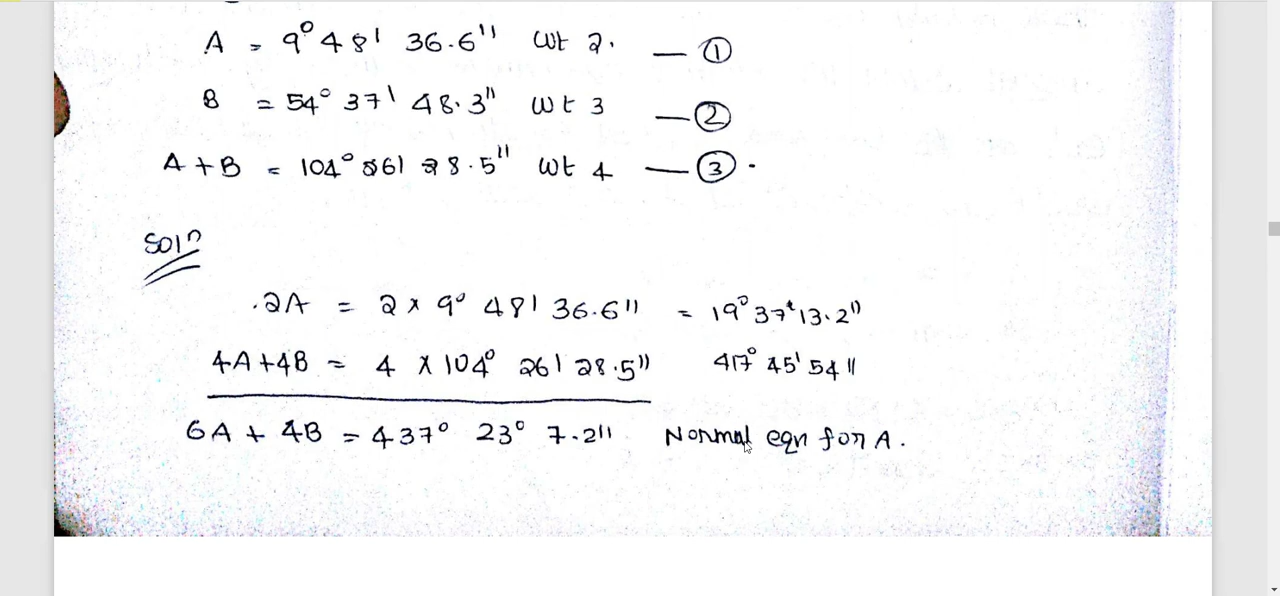 A = 9° 48' 36.6" wt 2. — ①
B = 54° 37' 48.3" wt 3 — ②
A + B = 104° 261 28.5" wt 4 — ③ .
Soln
.2A = 2 x 9° 48' 36.6" = 19° 37' 13.2"
4A + 4B = 4 x 104° 261 28.5" 417° 45' 54"
6A + 4B = 437° 23° 7.2" Normal eqn for A.